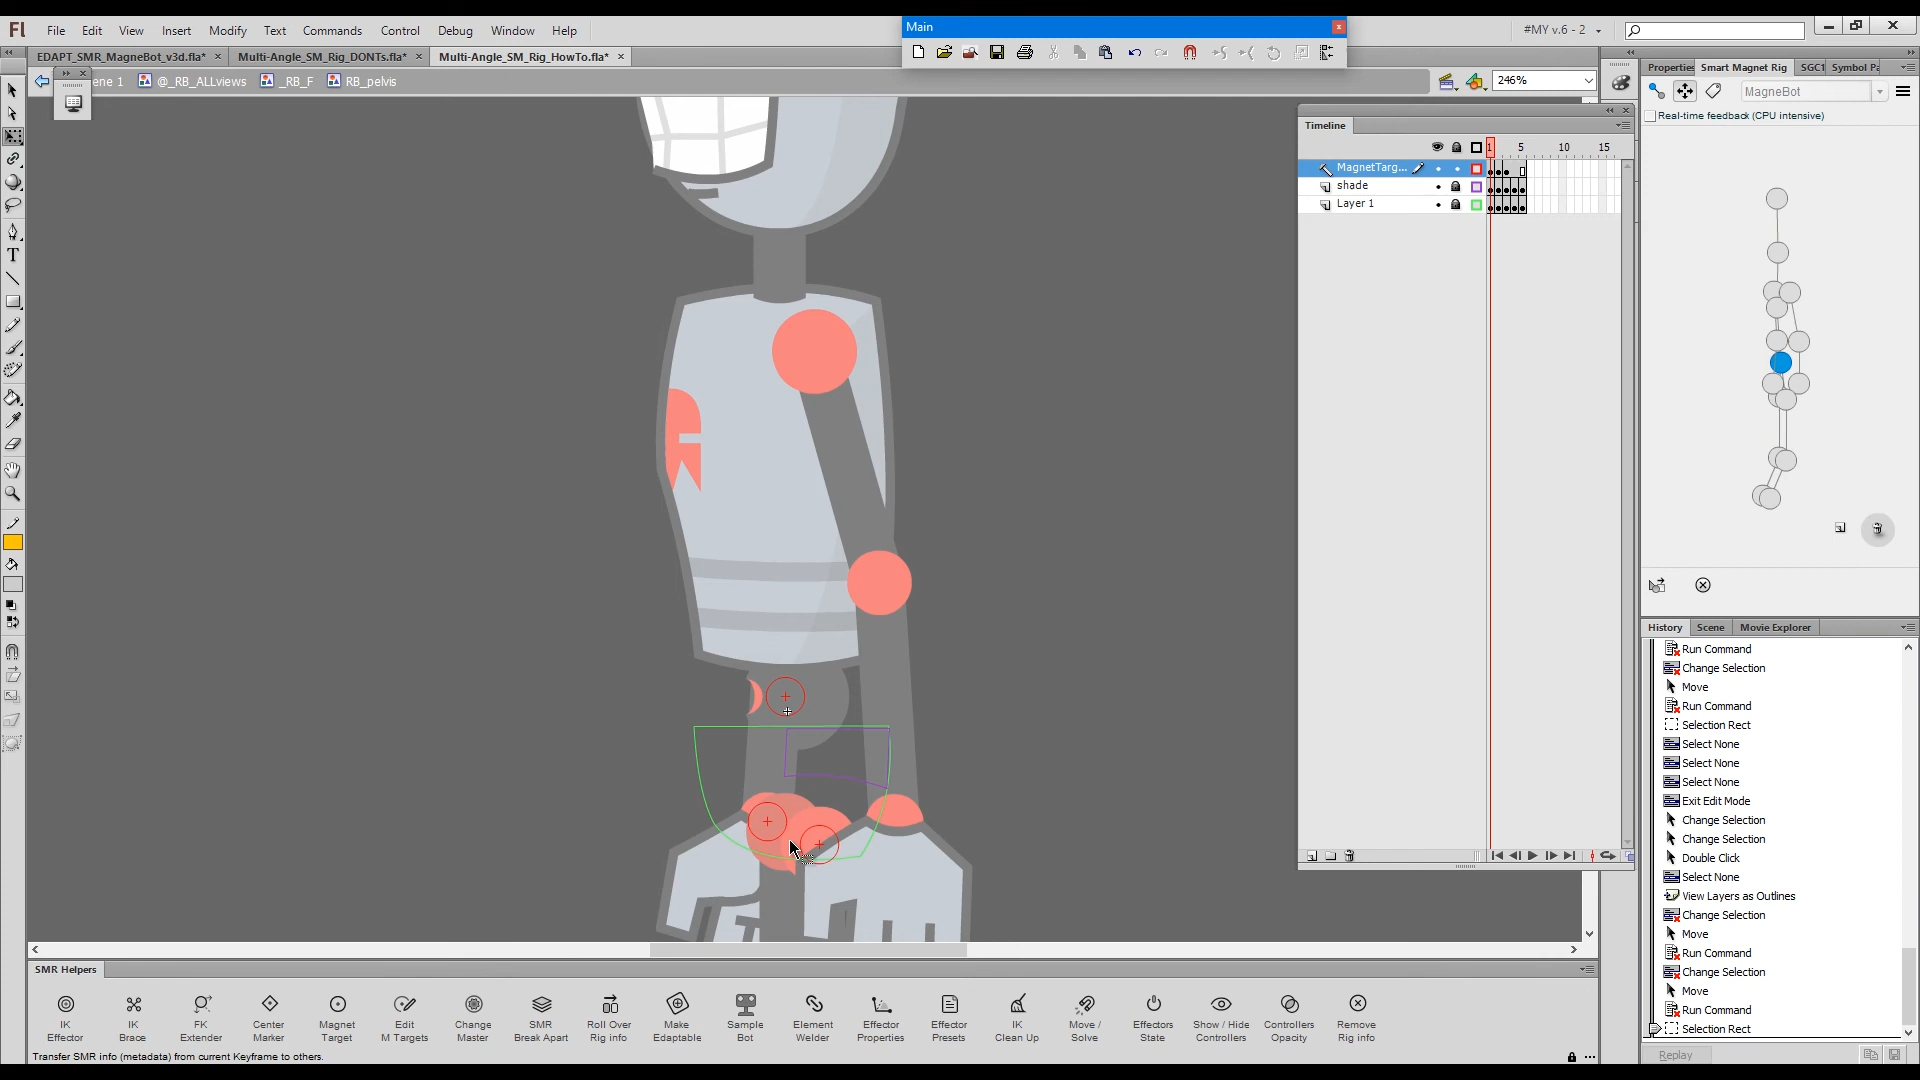 Fl File Edit View Insert Modify Text Commands Control Debug Window Help
Main
#MY v.6 - 2
EDAPT_SMR_MagneBot_v3d.fla*
Multi-Angle_SM_Rig_DONTs.fla*
Multi-Angle_SM_Rig_HowTo.fla*
ene 1 @_RB_ALLviews _RB_F RB_pelvis
246%
Properties Smart Magnet Rig SGC1 Symbol Pa
MagneBot
Real-time feedback (CPU intensive)
Timeline
1 5 10 15
MagnetTarg...
shade
Layer 1
History Scene Movie Explorer
Run Command
Change Selection
Move
Run Command
Selection Rect
Select None
Select None
Select None
Exit Edit Mode
Change Selection
Change Selection
Double Click
Select None
View Layers as Outlines
Change Selection
Move
Run Command
Change Selection
Move
Run Command
Selection Rect
Replay
SMR Helpers
IK Effector
IK Brace
FK Extender
Center Marker
Magnet Target
Edit M Targets
Change Master
SMR Break Apart
Roll Over Rig info
Make Adaptable
Sample Bot
Element Welder
Effector Properties
Effector Presets
IK Clean Up
Move / Solve
Effectors State
Show / Hide Controllers
Controllers Opacity
Remove Rig info
Transfer SMR info (metadata) from current Keyframe to others.